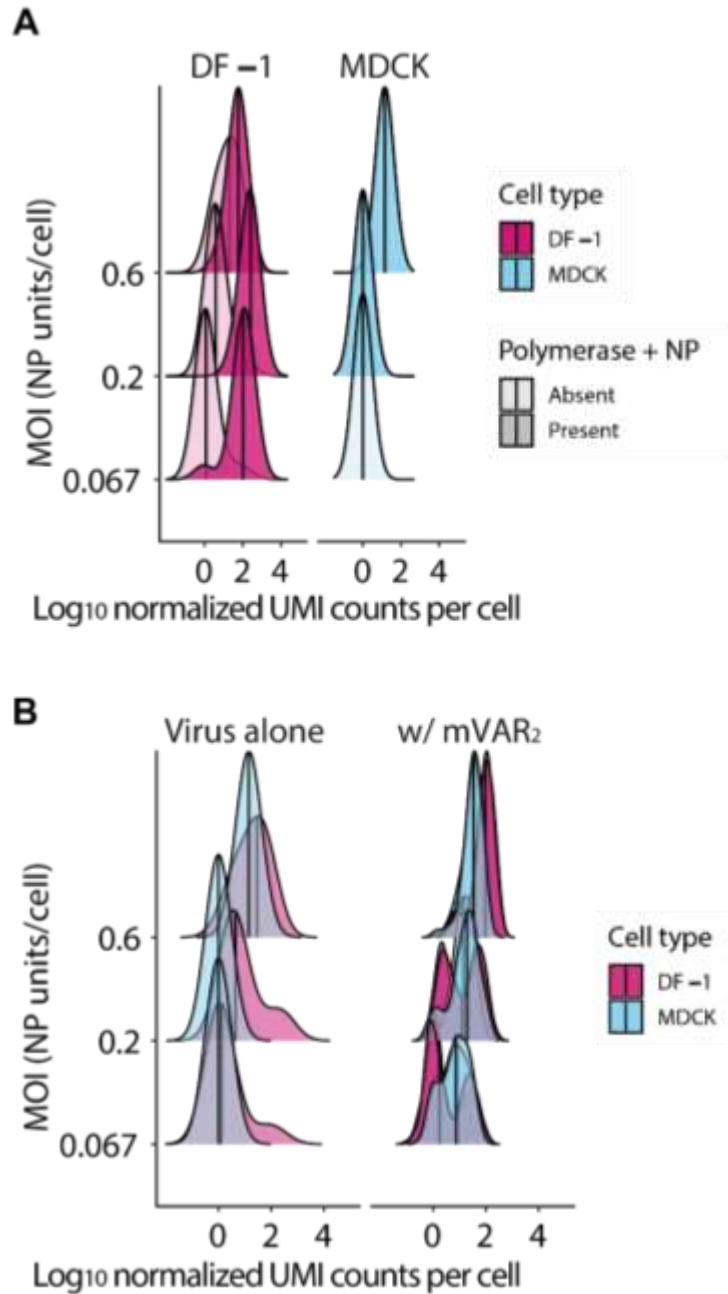 A
DF –1 MDCK
MOI (NP units/cell)
0.6
0.2
0.067
0 2 4 0 2 4
Log10 normalized UMI counts per cell
Cell type
DF –1
MDCK
Polymerase + NP
Absent
Present
B
Virus alone w/ mVAR2
MOI (NP units/cell)
0.6
0.2
0.067
0 2 4 0 2 4
Log10 normalized UMI counts per cell
Cell type
DF –1
MDCK